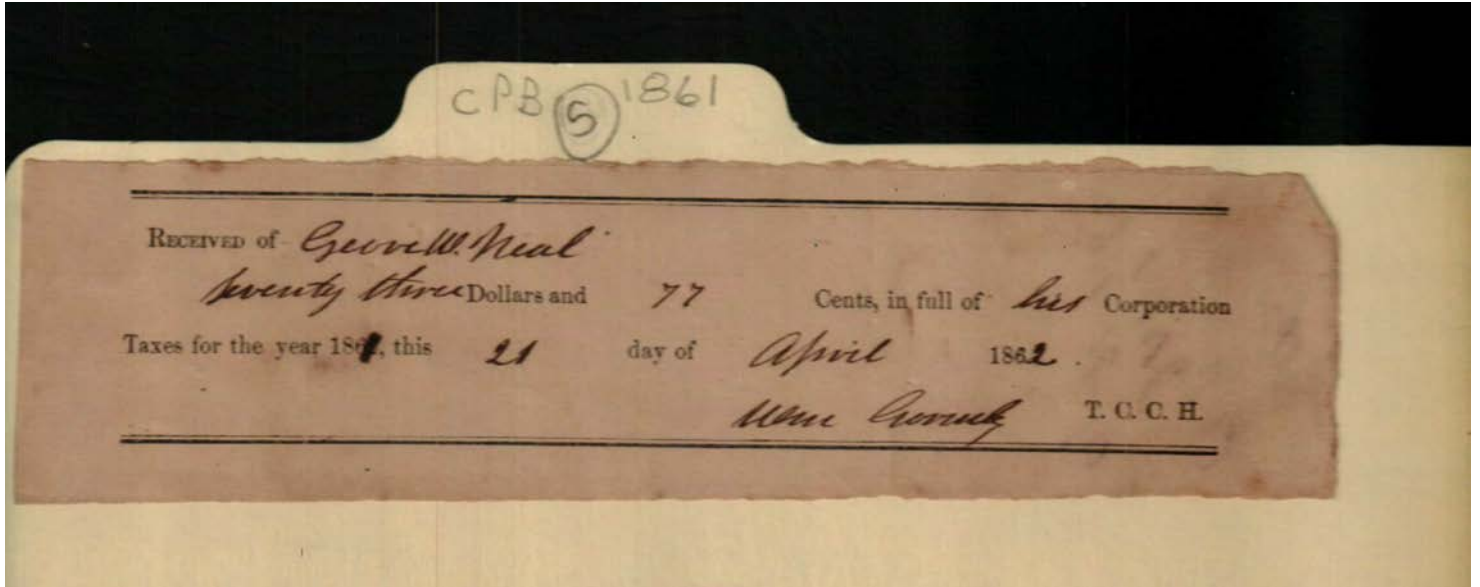 CPB 5 1861
RECEIVED of George W. Neal
Seventy three Dollars and 77 Cents, in full of his Corporation
Taxes for the year 1861, this 21 day of April 1862.
Wm T. C. C. H.